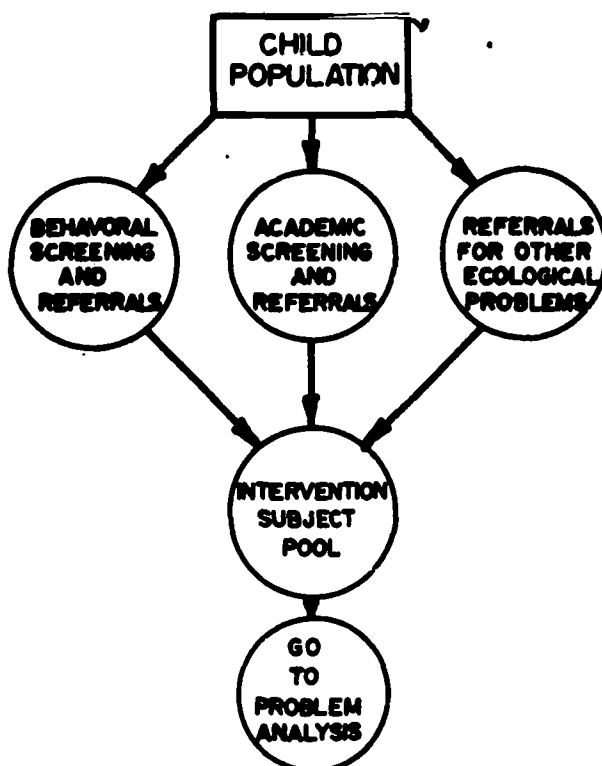 CHILD
POPULATION
BEHAVORAL
SCREENING
AND
REFERRALS
ACADEMIC
SCREENING
AND
REFERRALS
REFERRALS
FOR OTHER
ECOLOGICAL
PROBLEMS
INTERVENTION
SUBJECT
POOL
GO
TO
PROBLEM
ANALYSIS